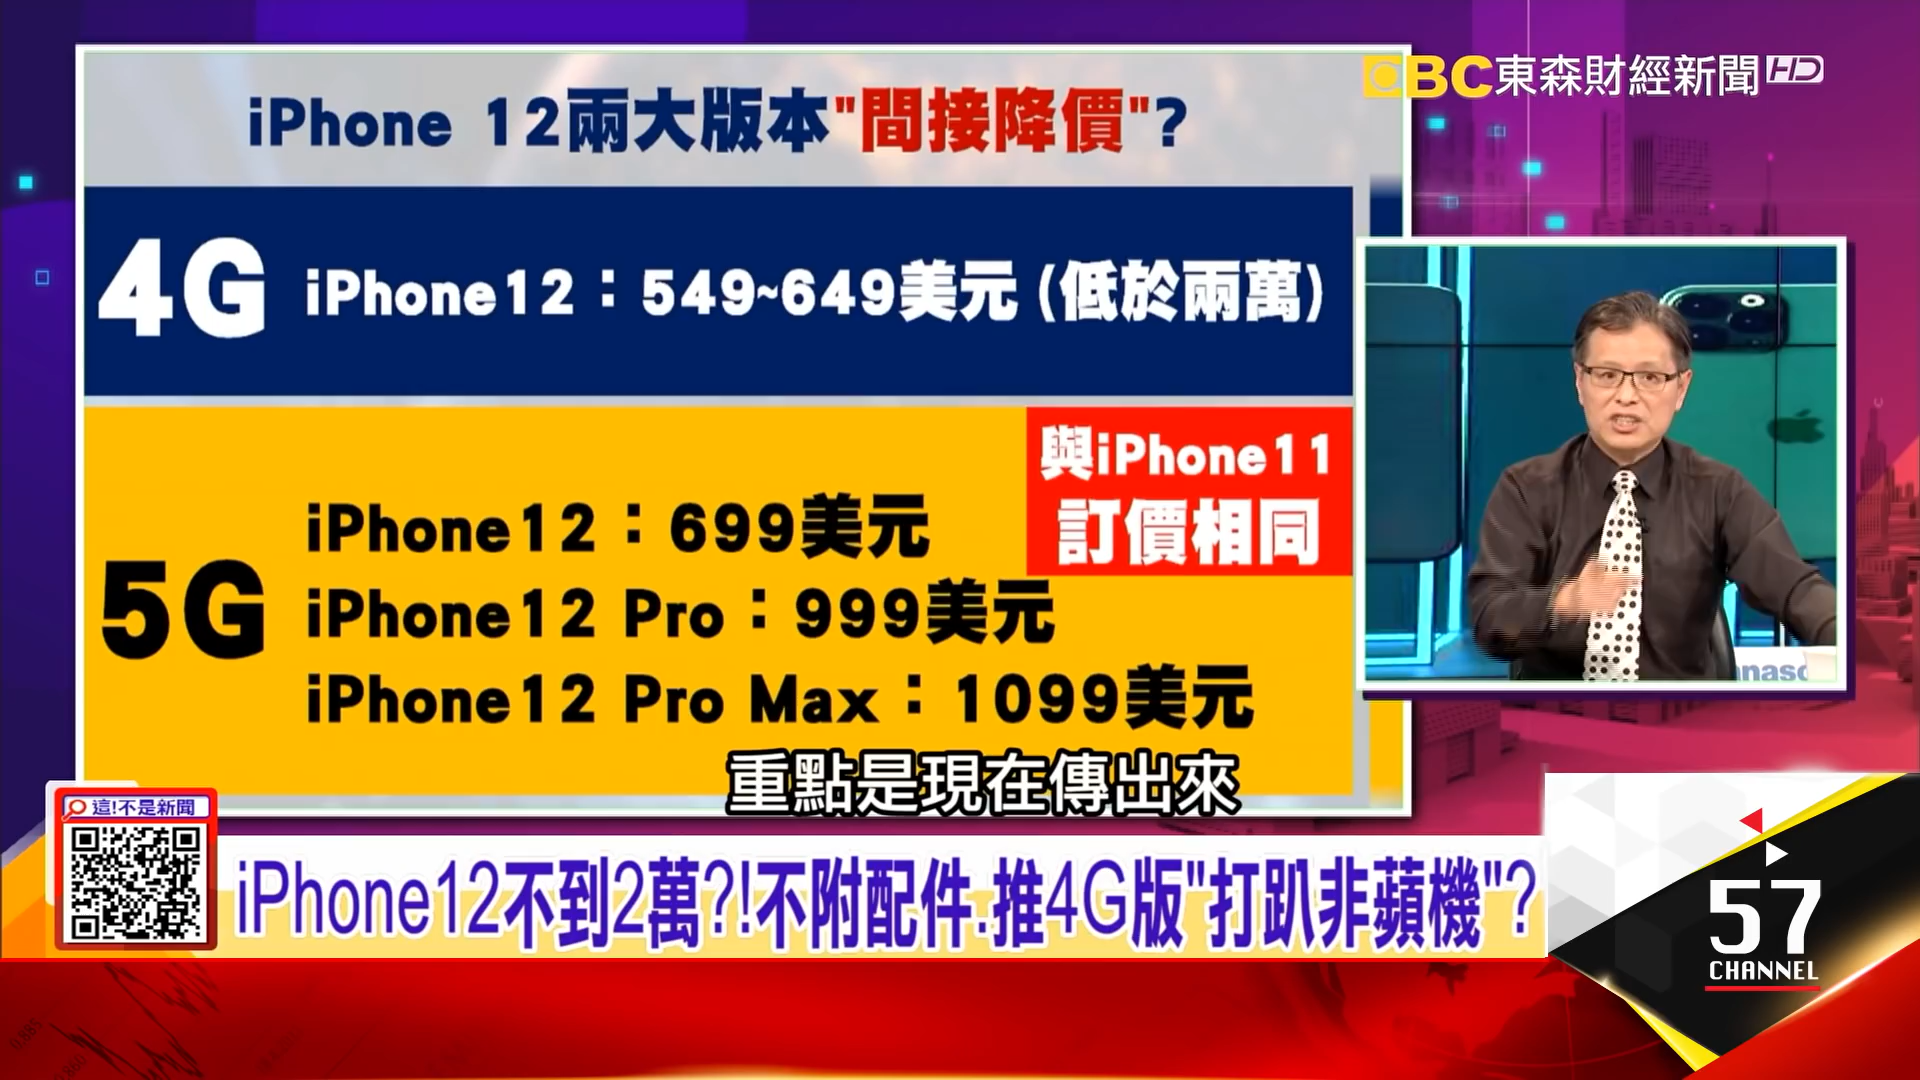 iPhone 12兩大版本"間接降價"?
EBC東森財經新聞HD
4G
iPhone12：549~649美元(低於兩萬)
與iPhone11
訂價相同
5G
iPhone12：699美元
iPhone12 Pro：999美元
iPhone12 Pro Max：1099美元
重點是現在傳出來
這!不是新聞
iPhone12不到2萬?!不附配件.推4G版"打趴非蘋機"?
57
CHANNEL